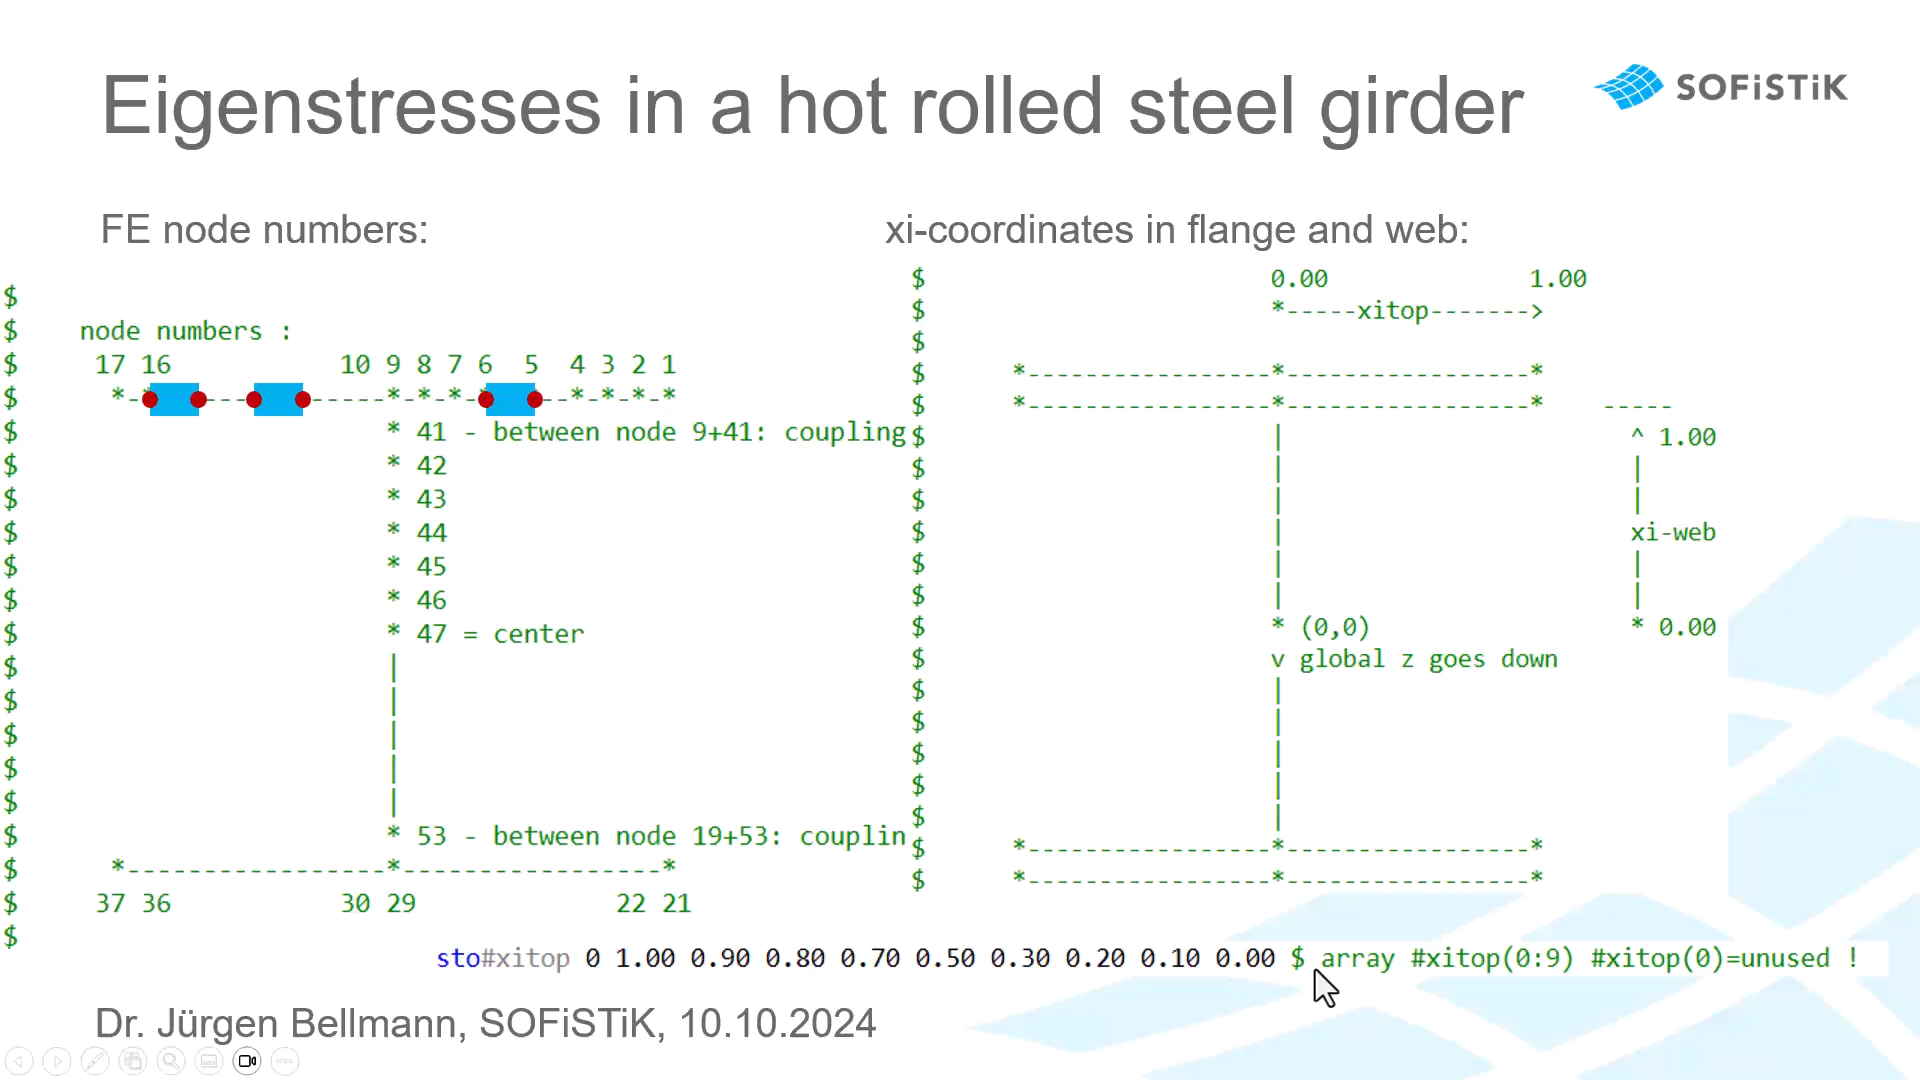 Eigenstresses in a hot rolled steel girder
SOFiSTiK
FE node numbers:
$
$ node numbers :
$ 17 16 10 9 8 7 6 5 4 3 2 1
$ *-*---------*-*-*-*--*-*-*-*
$ * 41 - between node 9+41: coupling
$ * 42
$ * 43
$ * 44
$ * 45
$ * 46
$ * 47 = center
$ |
$ |
$ |
$ |
$ |
$ * 53 - between node 19+53: couplin
$ *-----------------*-----------------*
$ 37 36 30 29 22 21
$
xi-coordinates in flange and web:
$ 0.00 1.00
$ *-----xitop------->
$
$ *-----------------*-----------------*
$ *-----------------*-----------------* -----
$ | ^ 1.00
$ | |
$ | |
$ | xi-web
$ | |
$ | |
$ * (0,0) * 0.00
$ v global z goes down
$ |
$ |
$ |
$ |
$ |
$ *-----------------*-----------------*
$ *-----------------*-----------------*
sto#xitop 0 1.00 0.90 0.80 0.70 0.50 0.30 0.20 0.10 0.00 $ array #xitop(0:9) #xitop(0)=unused !
Dr. Jürgen Bellmann, SOFiSTiK, 10.10.2024